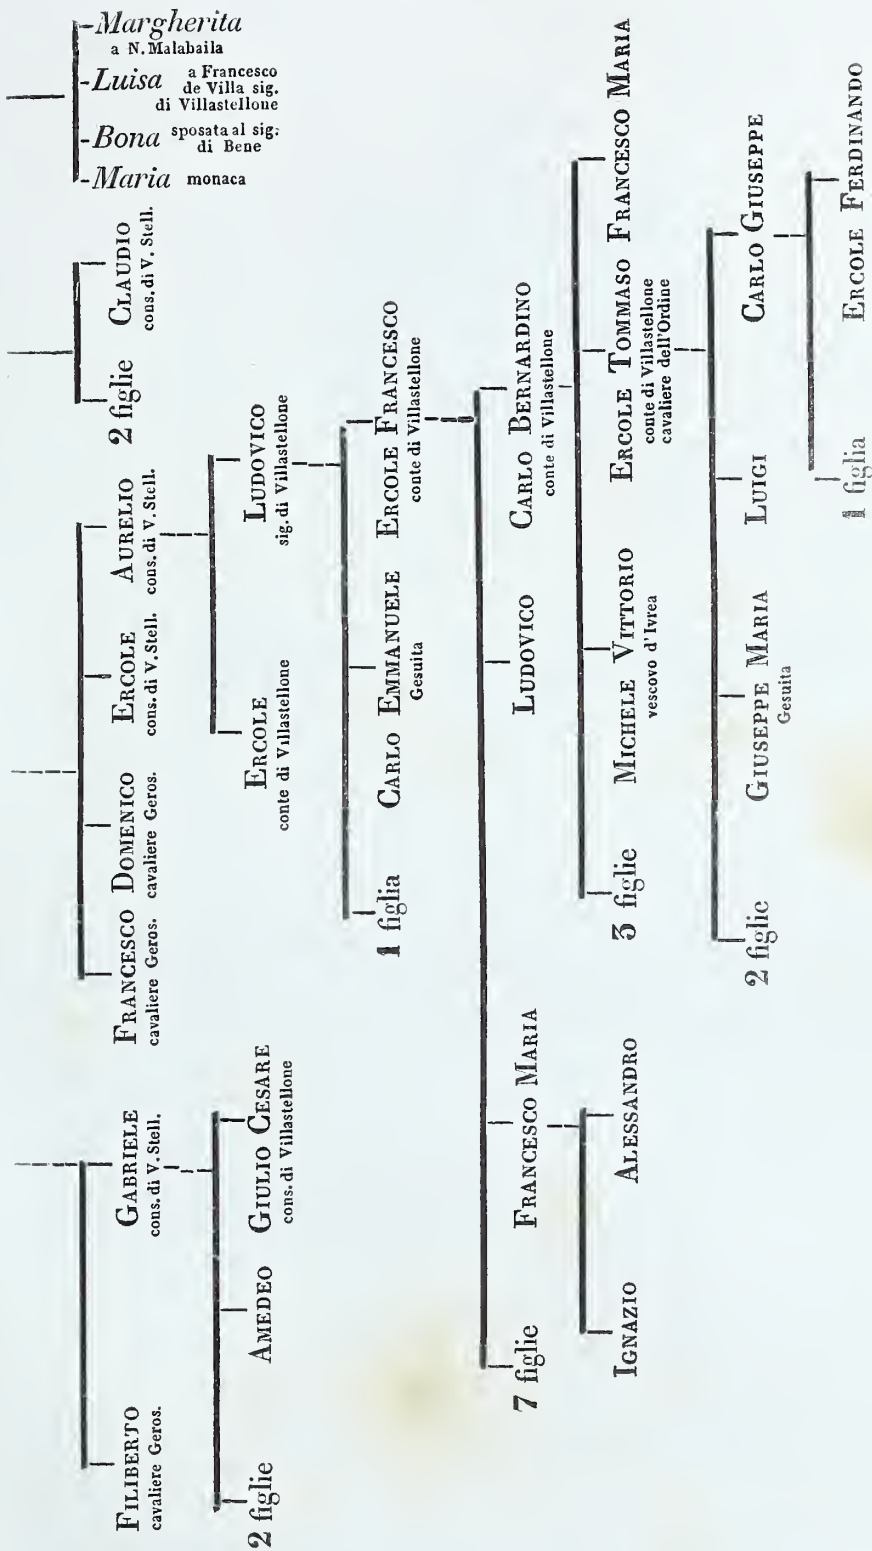 FILIBERTO
cavaliere Geros.
GABRIELE
cons. di V. Stell.
FRANCESCO
cavaliere Geros.
DOMENICO
cavaliere Geros.
ERCOLE
cons. di V. Stell.
AURELIO
cons. di V. Stell.
2 figlie
CLAUDIO
cons. di V. Stell.
-Margherita
a N. Malabaila
-Luisa a Francesco
de Villa sig.
di Villastellone
-Bona sposata al sig.
di Bene
-Maria monaca
2 figlie
AMEDEO
GIULIO CESARE
cons. di Villastellone
ERCOLE
conte di Villastellone
LUDOVICO
sig. di Villastellone
1 figlia
CARLO EMMANUELE
Gesuita
ERCOLE FRANCESCO
conte di Villastellone
7 figlie
FRANCESCO MARIA
LUDOVICO
CARLO BERNARDINO
conte di Villastellone
IGNAZIO
ALESSANDRO
3 figlie
MICHELE VITTORIO
vescovo d'Ivrea
ERCOLE TOMMASO
conte di Villastellone
cavaliere dell'Ordine
FRANCESCO MARIA
2 figlie
GIUSEPPE MARIA
Gesuita
LUIGI
CARLO GIUSEPPE
1 figlia
ERCOLE FERDINANDO